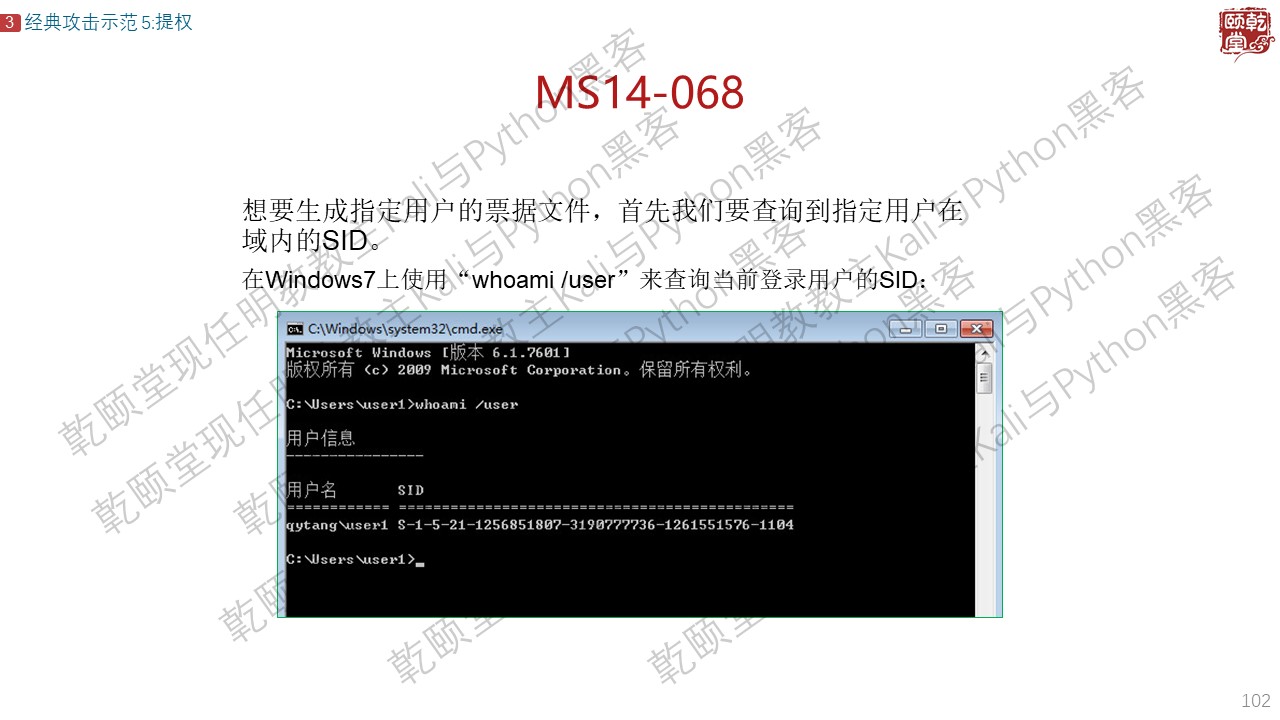 3 经典攻击示范5:提权
颐乾堂
MS14-068
想要生成指定用户的票据文件，首先我们要查询到指定用户在
域内的SID。
在Windows7上使用“whoami /user”来查询当前登录用户的SID：
C:\Windows\system32\cmd.exe
Microsoft Windows [版本 6.1.7601]
版权所有 (c) 2009 Microsoft Corporation。保留所有权利。
C:\Users\user1>whoami /user
用户信息
----------------
用户名 SID
============ ==============================================
qytang\user1 S-1-5-21-1256851807-3190777736-1261551576-1104
C:\Users\user1>_
乾颐堂现任明教教主Kali与Python黑客
102